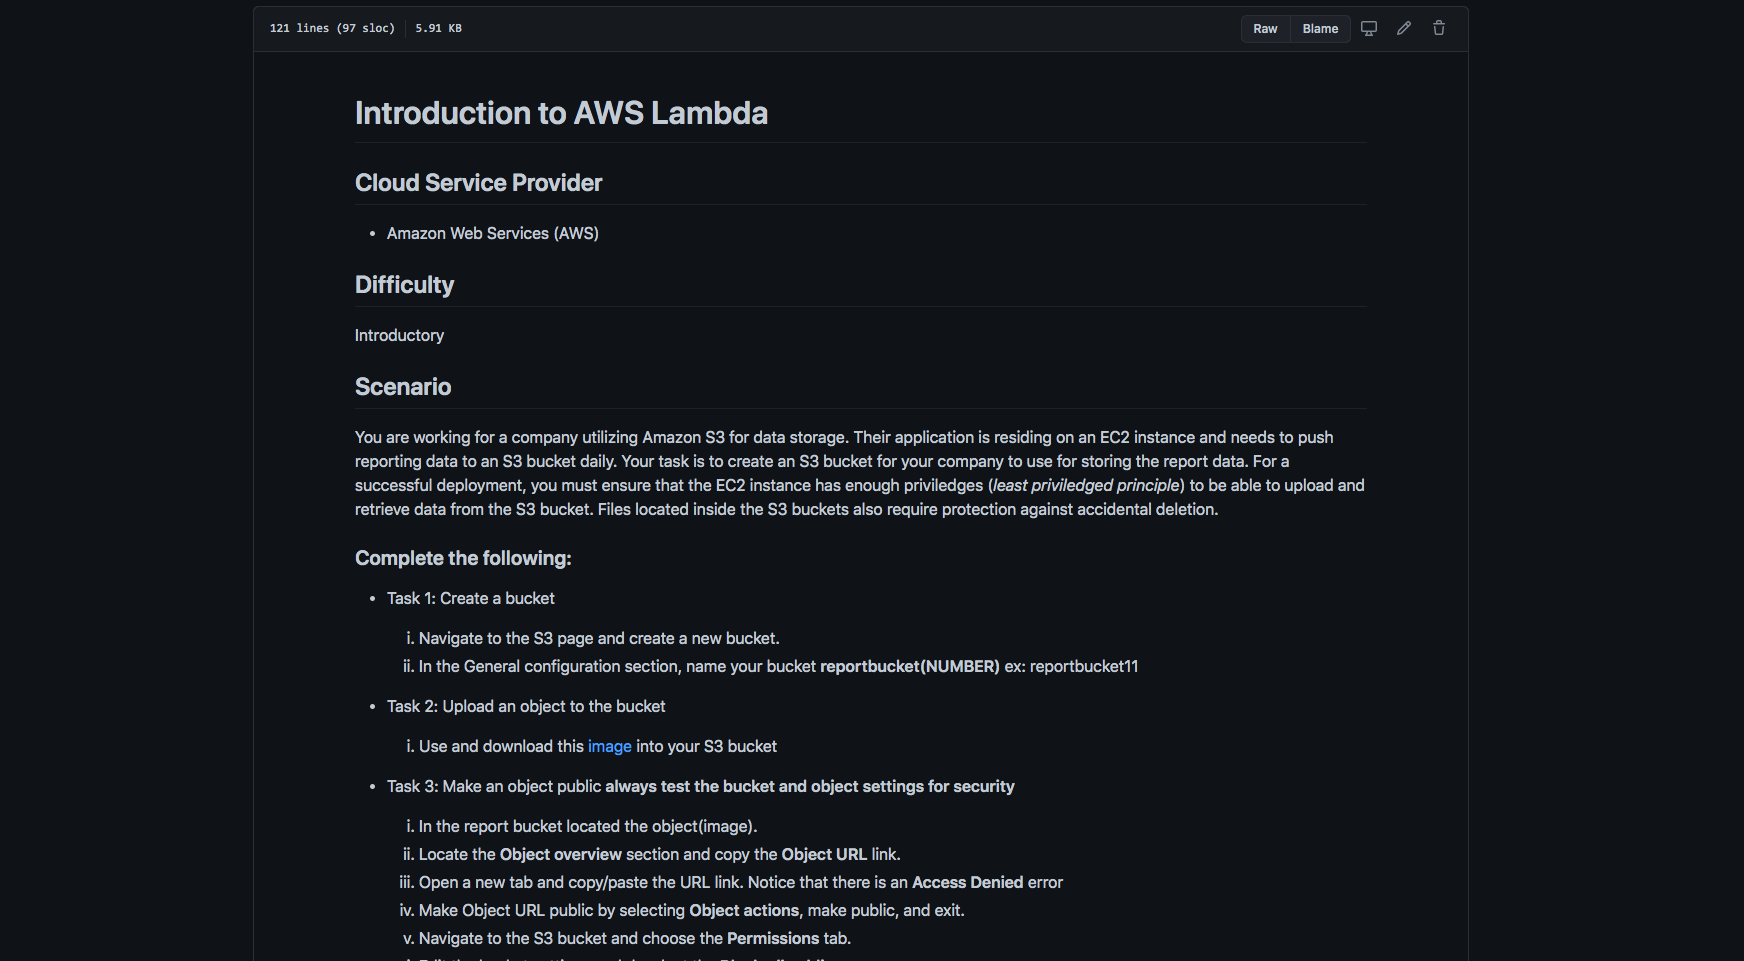 121 lines (97 sloc) 5.91 KB
Raw Blame
Introduction to AWS Lambda
Cloud Service Provider
• Amazon Web Services (AWS)
Difficulty
Introductory
Scenario
You are working for a company utilizing Amazon S3 for data storage. Their application is residing on an EC2 instance and needs to push
reporting data to an S3 bucket daily. Your task is to create an S3 bucket for your company to use for storing the report data. For a
successful deployment, you must ensure that the EC2 instance has enough priviledges (least priviledged principle) to be able to upload and
retrieve data from the S3 bucket. Files located inside the S3 buckets also require protection against accidental deletion.
Complete the following:
• Task 1: Create a bucket
i. Navigate to the S3 page and create a new bucket.
ii. In the General configuration section, name your bucket reportbucket(NUMBER) ex: reportbucket11
• Task 2: Upload an object to the bucket
i. Use and download this image into your S3 bucket
• Task 3: Make an object public always test the bucket and object settings for security
i. In the report bucket located the object(image).
ii. Locate the Object overview section and copy the Object URL link.
iii. Open a new tab and copy/paste the URL link. Notice that there is an Access Denied error
iv. Make Object URL public by selecting Object actions, make public, and exit.
v. Navigate to the S3 bucket and choose the Permissions tab.